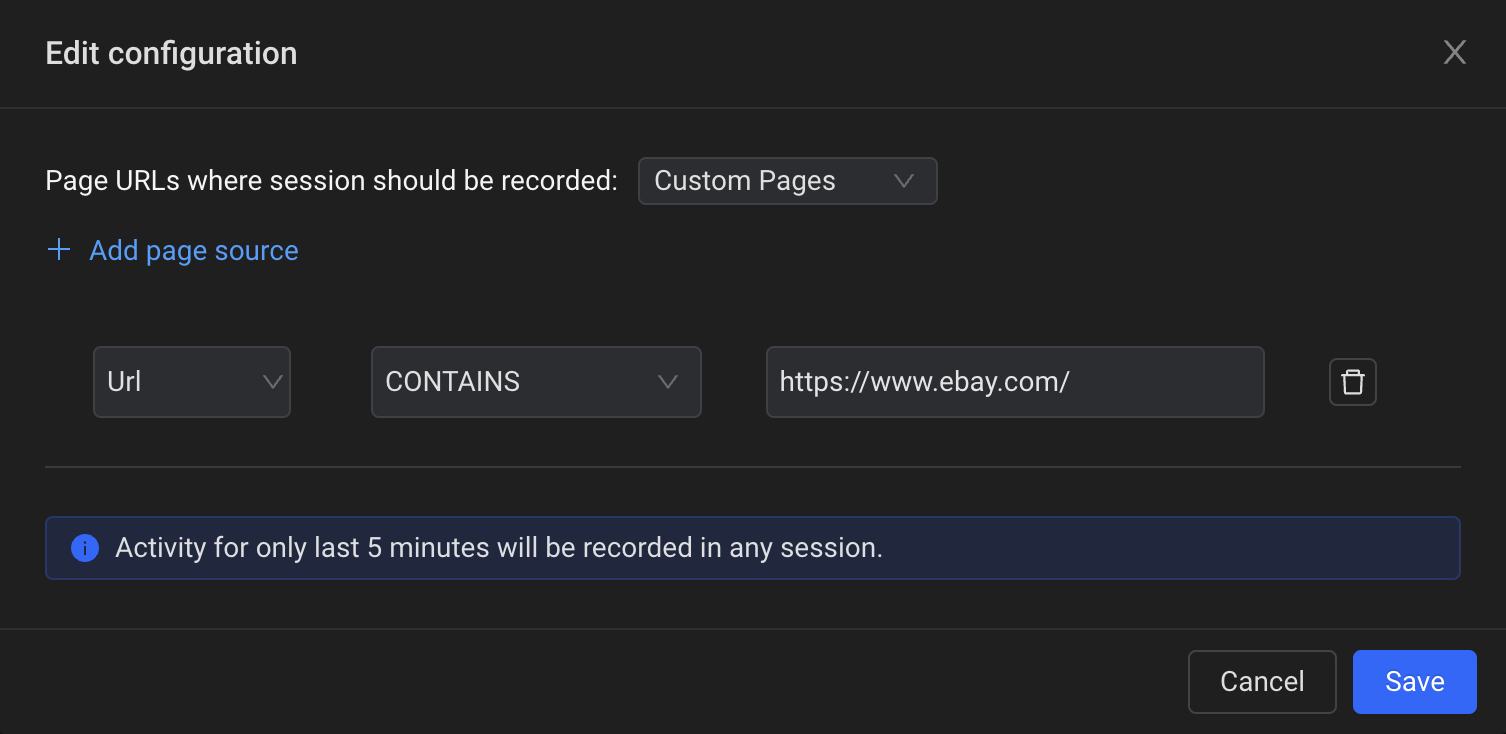 Edit configuration
Page URLs where session should be recorded: Custom Pages
Add page source
Url CONTAINS https://www.ebay.com/
Activity for only last 5 minutes will be recorded in any session.
Cancel Save